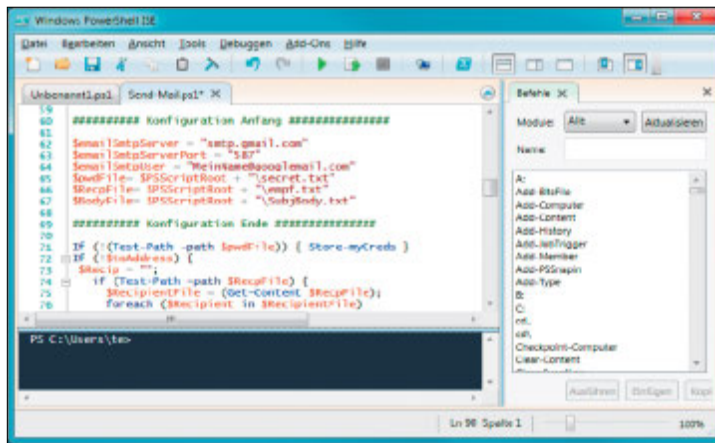 Windows PowerShell ISE
Datei Bearbeiten Ansicht Tools Debuggen Add-Ons Hilfe
Unbenannt1.ps1 Send-Mail.ps1* X
59
60 ########## Konfiguration Anfang ##############
61
62 $emailSmtpServer = "smtp.gmail.com"
63 $emailSmtpServerPort = "587"
64 $emailSmtpUser = "MeinName@googlemail.com"
65 $pwdFile= $PSScriptRoot + "\secret.txt"
66 $RecpFile= $PSScriptRoot + "\empf.txt"
67 $BodyFile= $PSScriptRoot + "\SubjBody.txt"
68
69 ########## Konfiguration Ende ##############
70
71 If (!(Test-Path -path $pwdFile)) { Store-myCreds }
72 If (!$toAddress) {
73 $Recip = "";
74 if (Test-Path -path $RecpFile) {
75 $RecipientFile = (Get-Content $RecpFile);
76 foreach ($Recipient in $RecipientFile)
PS C:\Users\te>
Befehle X
Module: Alle Aktualisieren
Name:
A:
Add-BitsFile
Add-Computer
Add-Content
Add-History
Add-JobTrigger
Add-Member
Add-PSSnapin
Add-Type
B:
C:
cd..
cd\
Checkpoint-Computer
Clear-Content
Ausführen Einfügen Kopi
Ln 90 Spalte 1 100%